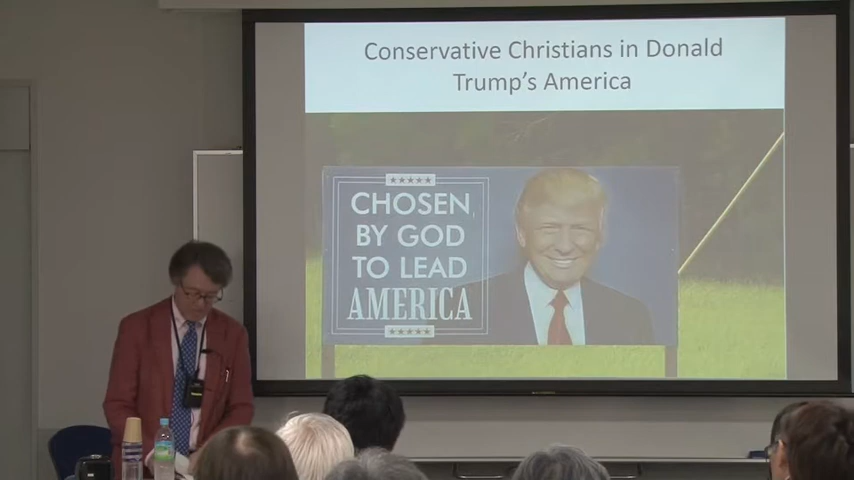 Conservative Christians in Donald
Trump's America
CHOSEN
BY GOD
TO LEAD
AMERICA